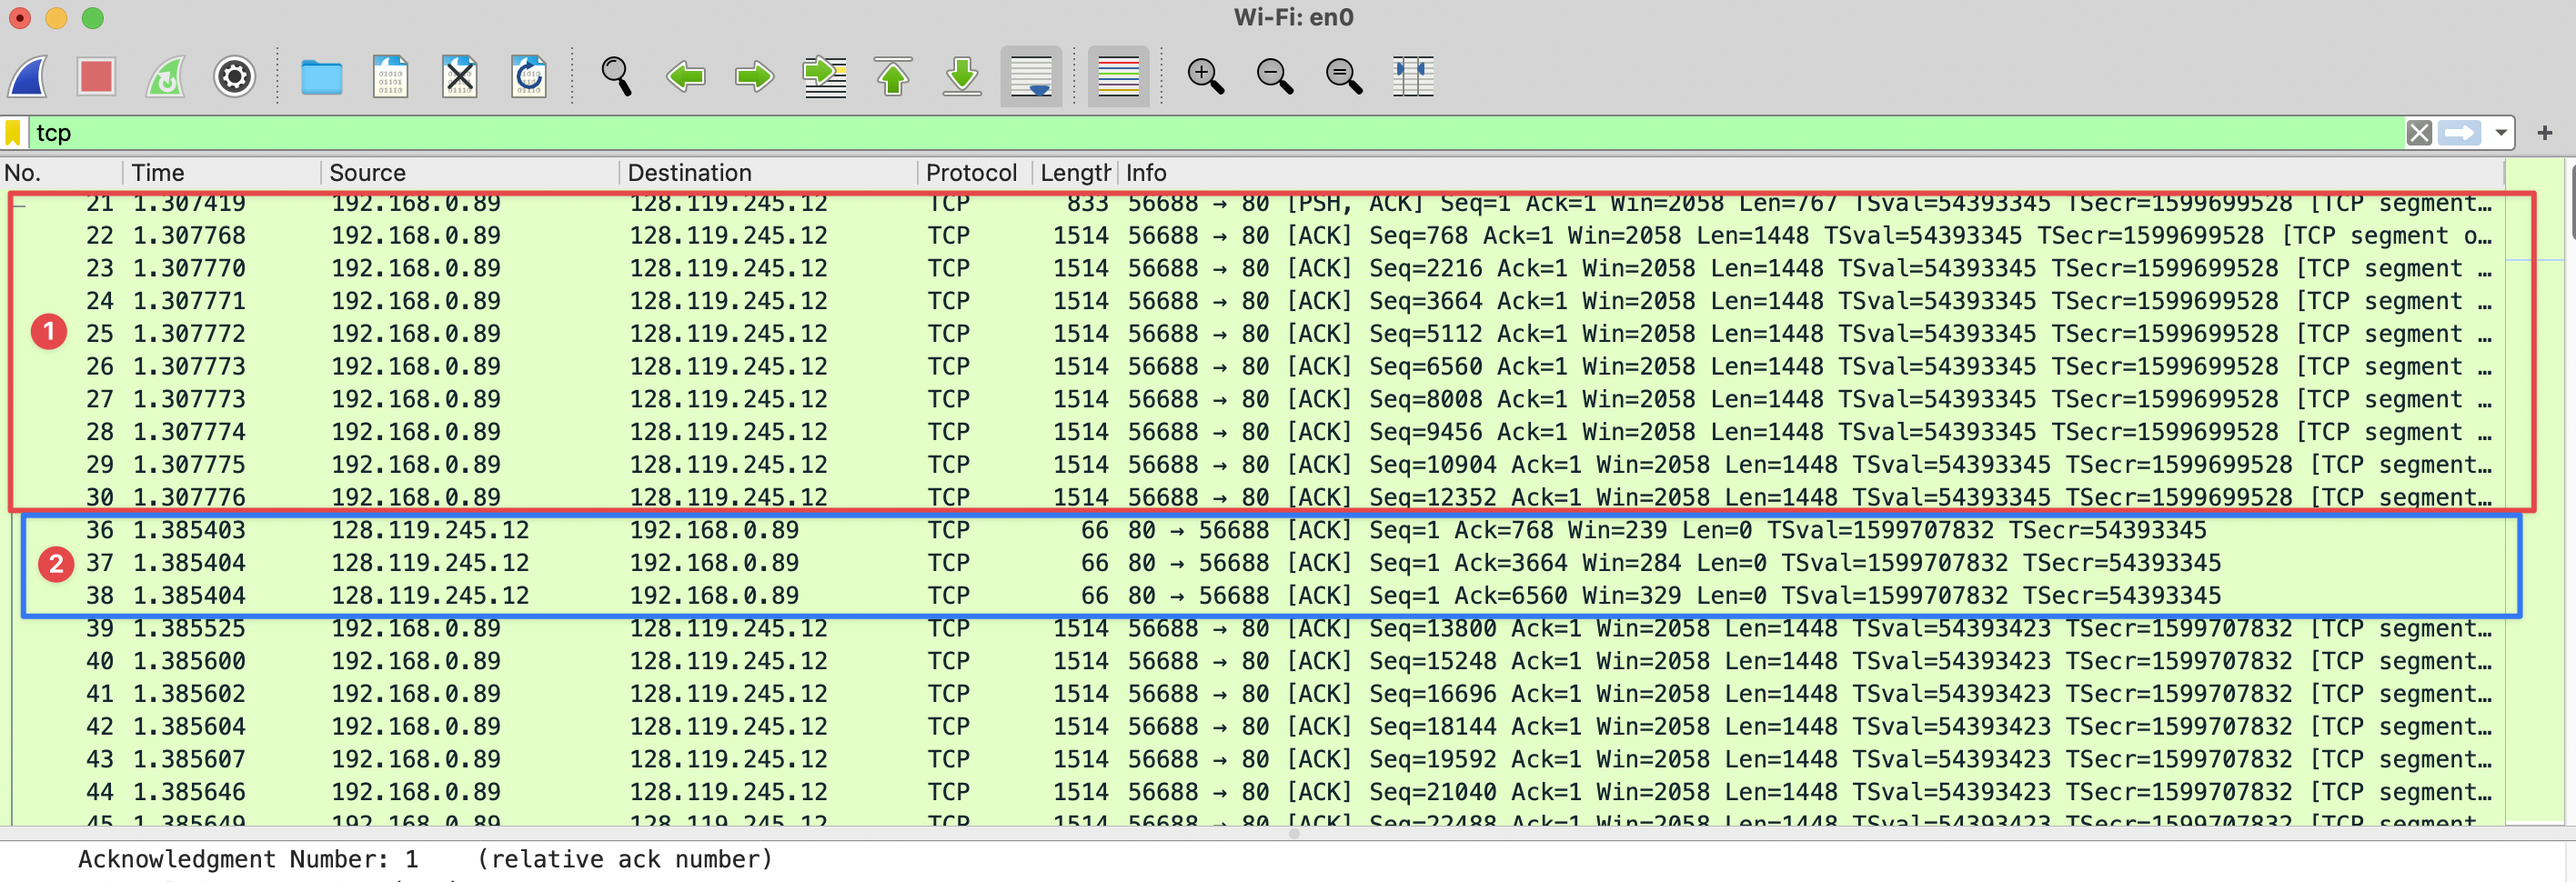 Wi-Fi: en0
tcp
No. Time Source Destination Protocol Length Info
21 1.307419 192.168.0.89 128.119.245.12 TCP 833 56688 → 80 [PSH, ACK] Seq=1 Ack=1 Win=2058 Len=767 TSval=54393345 TSecr=1599699528 [TCP segment…
22 1.307768 192.168.0.89 128.119.245.12 TCP 1514 56688 → 80 [ACK] Seq=768 Ack=1 Win=2058 Len=1448 TSval=54393345 TSecr=1599699528 [TCP segment o…
23 1.307770 192.168.0.89 128.119.245.12 TCP 1514 56688 → 80 [ACK] Seq=2216 Ack=1 Win=2058 Len=1448 TSval=54393345 TSecr=1599699528 [TCP segment …
24 1.307771 192.168.0.89 128.119.245.12 TCP 1514 56688 → 80 [ACK] Seq=3664 Ack=1 Win=2058 Len=1448 TSval=54393345 TSecr=1599699528 [TCP segment …
1 25 1.307772 192.168.0.89 128.119.245.12 TCP 1514 56688 → 80 [ACK] Seq=5112 Ack=1 Win=2058 Len=1448 TSval=54393345 TSecr=1599699528 [TCP segment …
26 1.307773 192.168.0.89 128.119.245.12 TCP 1514 56688 → 80 [ACK] Seq=6560 Ack=1 Win=2058 Len=1448 TSval=54393345 TSecr=1599699528 [TCP segment …
27 1.307773 192.168.0.89 128.119.245.12 TCP 1514 56688 → 80 [ACK] Seq=8008 Ack=1 Win=2058 Len=1448 TSval=54393345 TSecr=1599699528 [TCP segment …
28 1.307774 192.168.0.89 128.119.245.12 TCP 1514 56688 → 80 [ACK] Seq=9456 Ack=1 Win=2058 Len=1448 TSval=54393345 TSecr=1599699528 [TCP segment …
29 1.307775 192.168.0.89 128.119.245.12 TCP 1514 56688 → 80 [ACK] Seq=10904 Ack=1 Win=2058 Len=1448 TSval=54393345 TSecr=1599699528 [TCP segment…
30 1.307776 192.168.0.89 128.119.245.12 TCP 1514 56688 → 80 [ACK] Seq=12352 Ack=1 Win=2058 Len=1448 TSval=54393345 TSecr=1599699528 [TCP segment…
36 1.385403 128.119.245.12 192.168.0.89 TCP 66 80 → 56688 [ACK] Seq=1 Ack=768 Win=239 Len=0 TSval=1599707832 TSecr=54393345
2 37 1.385404 128.119.245.12 192.168.0.89 TCP 66 80 → 56688 [ACK] Seq=1 Ack=3664 Win=284 Len=0 TSval=1599707832 TSecr=54393345
38 1.385404 128.119.245.12 192.168.0.89 TCP 66 80 → 56688 [ACK] Seq=1 Ack=6560 Win=329 Len=0 TSval=1599707832 TSecr=54393345
39 1.385525 192.168.0.89 128.119.245.12 TCP 1514 56688 → 80 [ACK] Seq=13800 Ack=1 Win=2058 Len=1448 TSval=54393423 TSecr=1599707832 [TCP segment…
40 1.385600 192.168.0.89 128.119.245.12 TCP 1514 56688 → 80 [ACK] Seq=15248 Ack=1 Win=2058 Len=1448 TSval=54393423 TSecr=1599707832 [TCP segment…
41 1.385602 192.168.0.89 128.119.245.12 TCP 1514 56688 → 80 [ACK] Seq=16696 Ack=1 Win=2058 Len=1448 TSval=54393423 TSecr=1599707832 [TCP segment…
42 1.385604 192.168.0.89 128.119.245.12 TCP 1514 56688 → 80 [ACK] Seq=18144 Ack=1 Win=2058 Len=1448 TSval=54393423 TSecr=1599707832 [TCP segment…
43 1.385607 192.168.0.89 128.119.245.12 TCP 1514 56688 → 80 [ACK] Seq=19592 Ack=1 Win=2058 Len=1448 TSval=54393423 TSecr=1599707832 [TCP segment…
44 1.385646 192.168.0.89 128.119.245.12 TCP 1514 56688 → 80 [ACK] Seq=21040 Ack=1 Win=2058 Len=1448 TSval=54393423 TSecr=1599707832 [TCP segment…
45 1.385649 192.168.0.89 128.119.245.12 TCP 1514 56688 → 80 [ACK] Seq=22488 Ack=1 Win=2058 Len=1448 TSval=54393423 TSecr=1599707832 [TCP segment…
Acknowledgment Number: 1 (relative ack number)